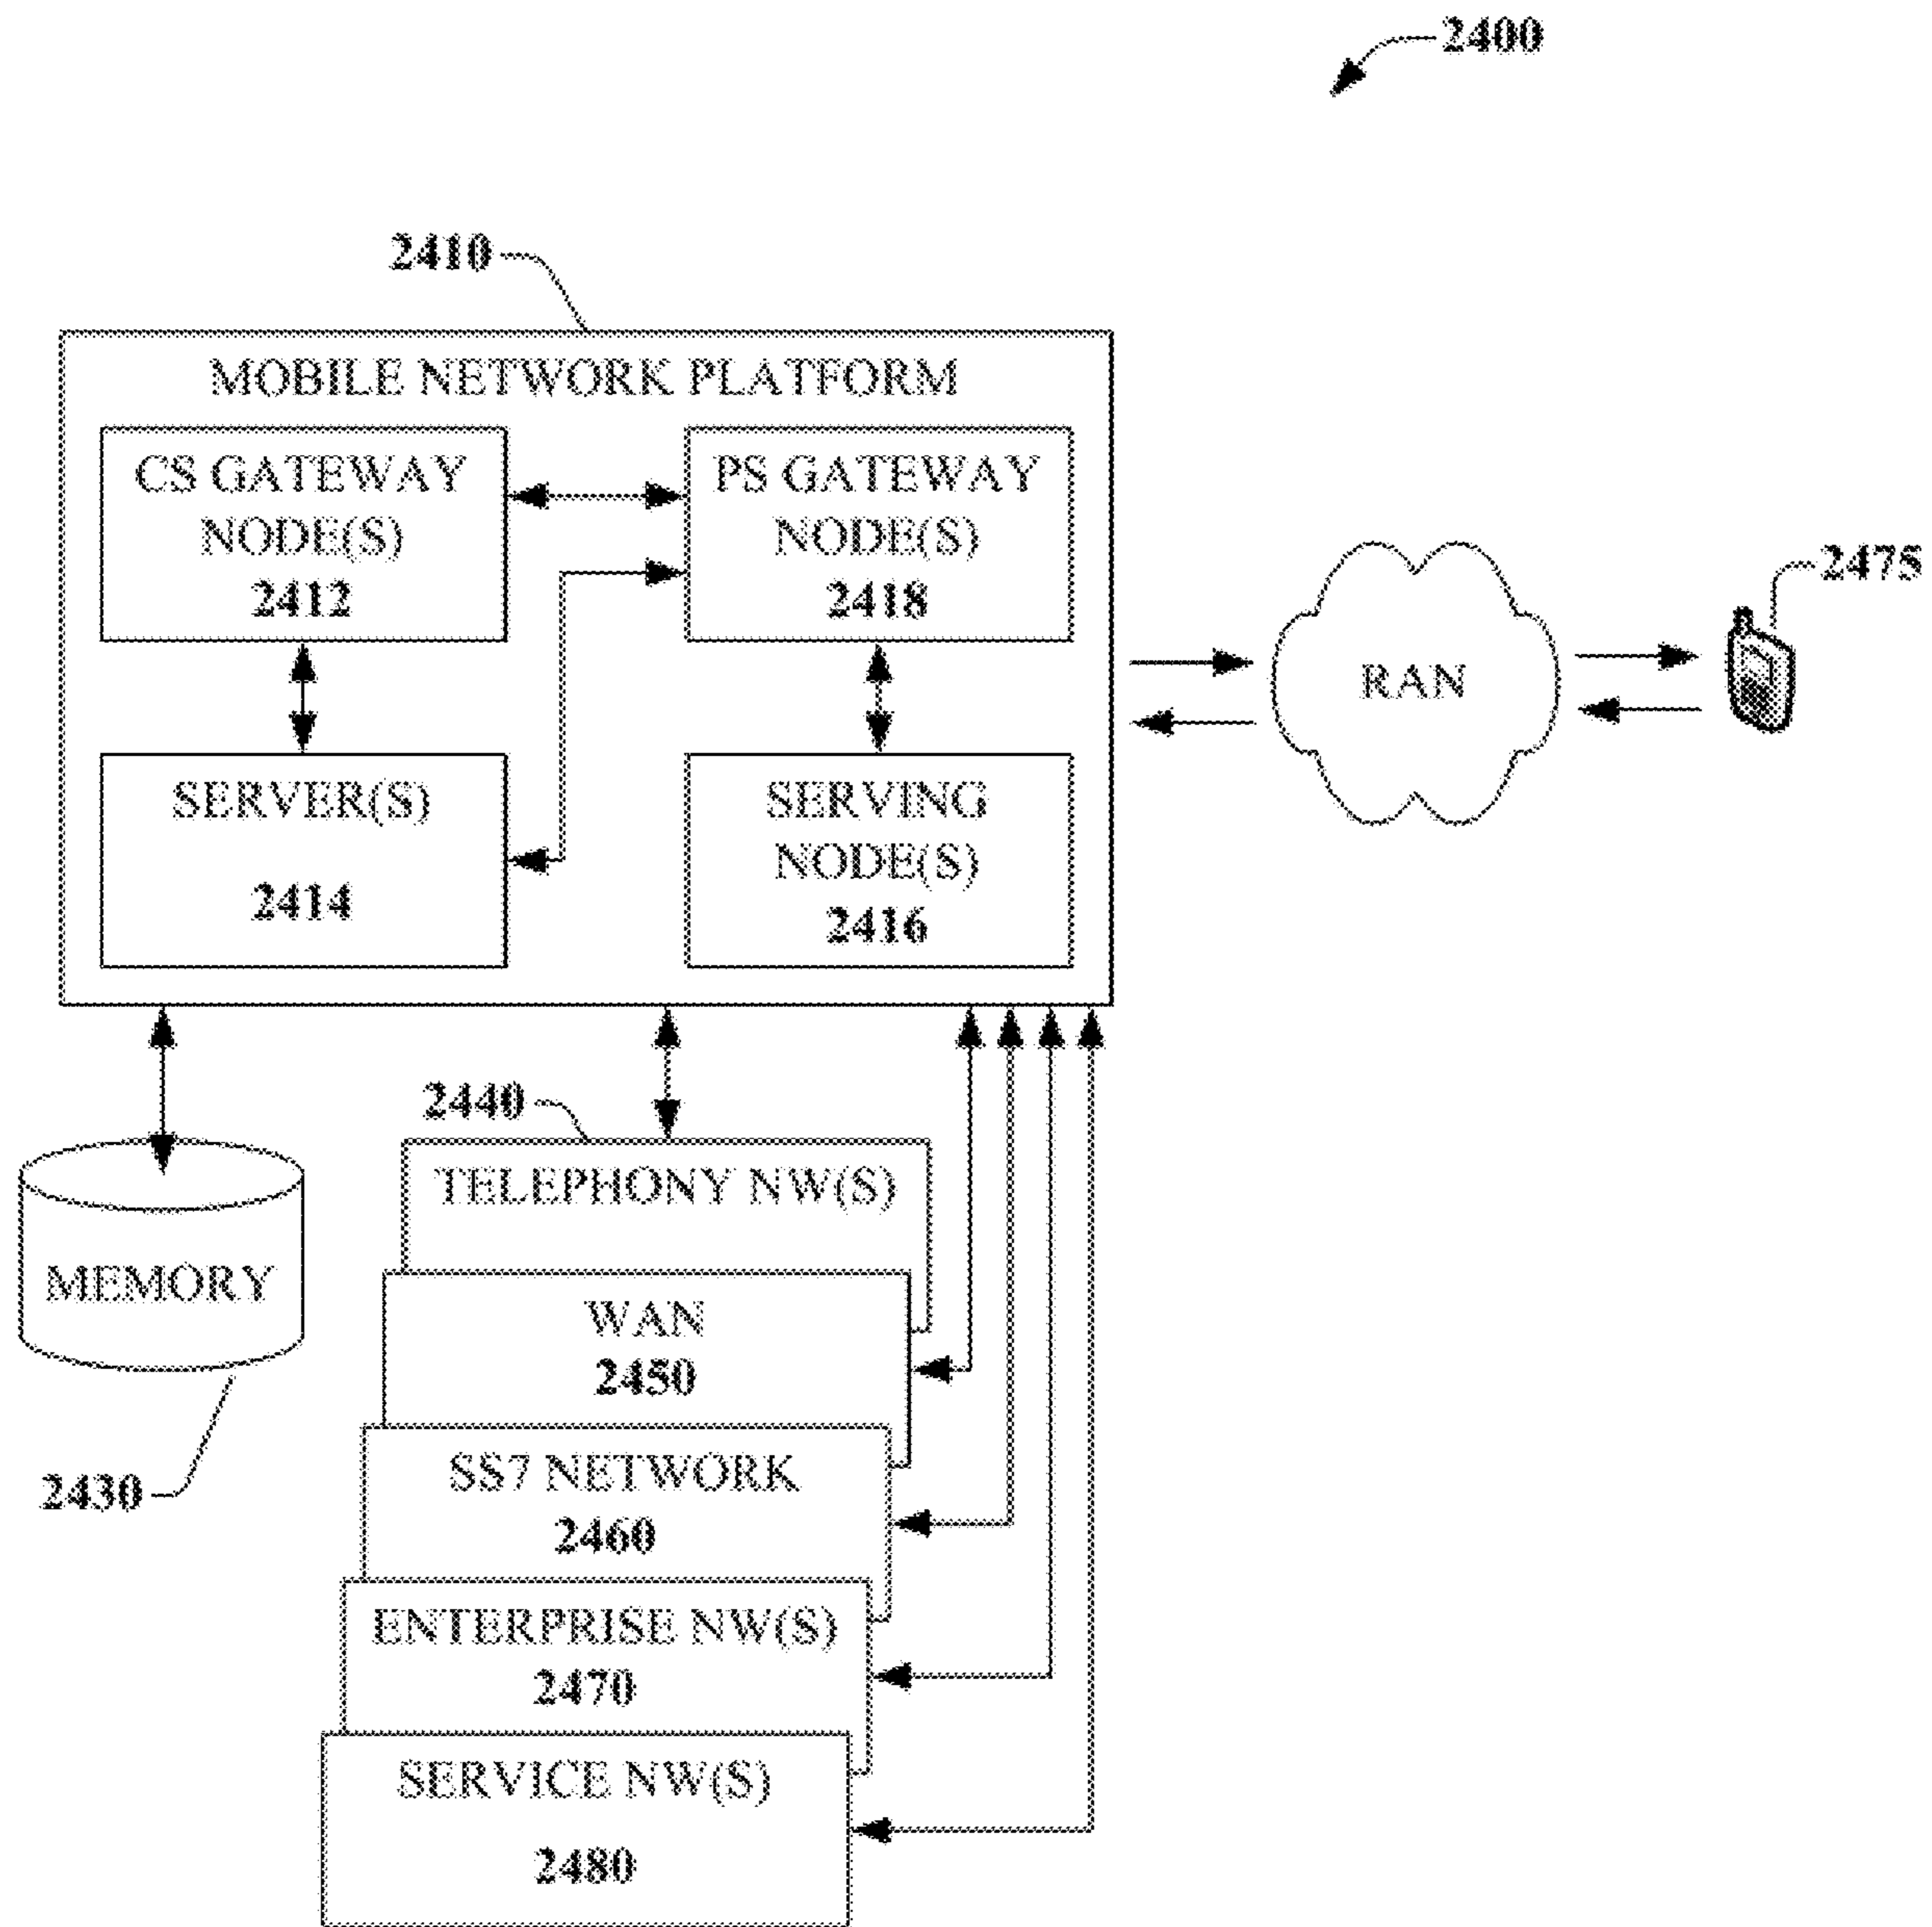 2400
2410
MOBILE NETWORK PLATFORM
CS GATEWAY
NODE(S)
2412
PS GATEWAY
NODE(S)
2418
SERVER(S)
2414
SERVING
NODE(S)
2416
RAN
2475
2440
TELEPHONY NW(S)
MEMORY
2430
WAN
2450
SS7 NETWORK
2460
ENTERPRISE NW(S)
2470
SERVICE NW(S)
2480